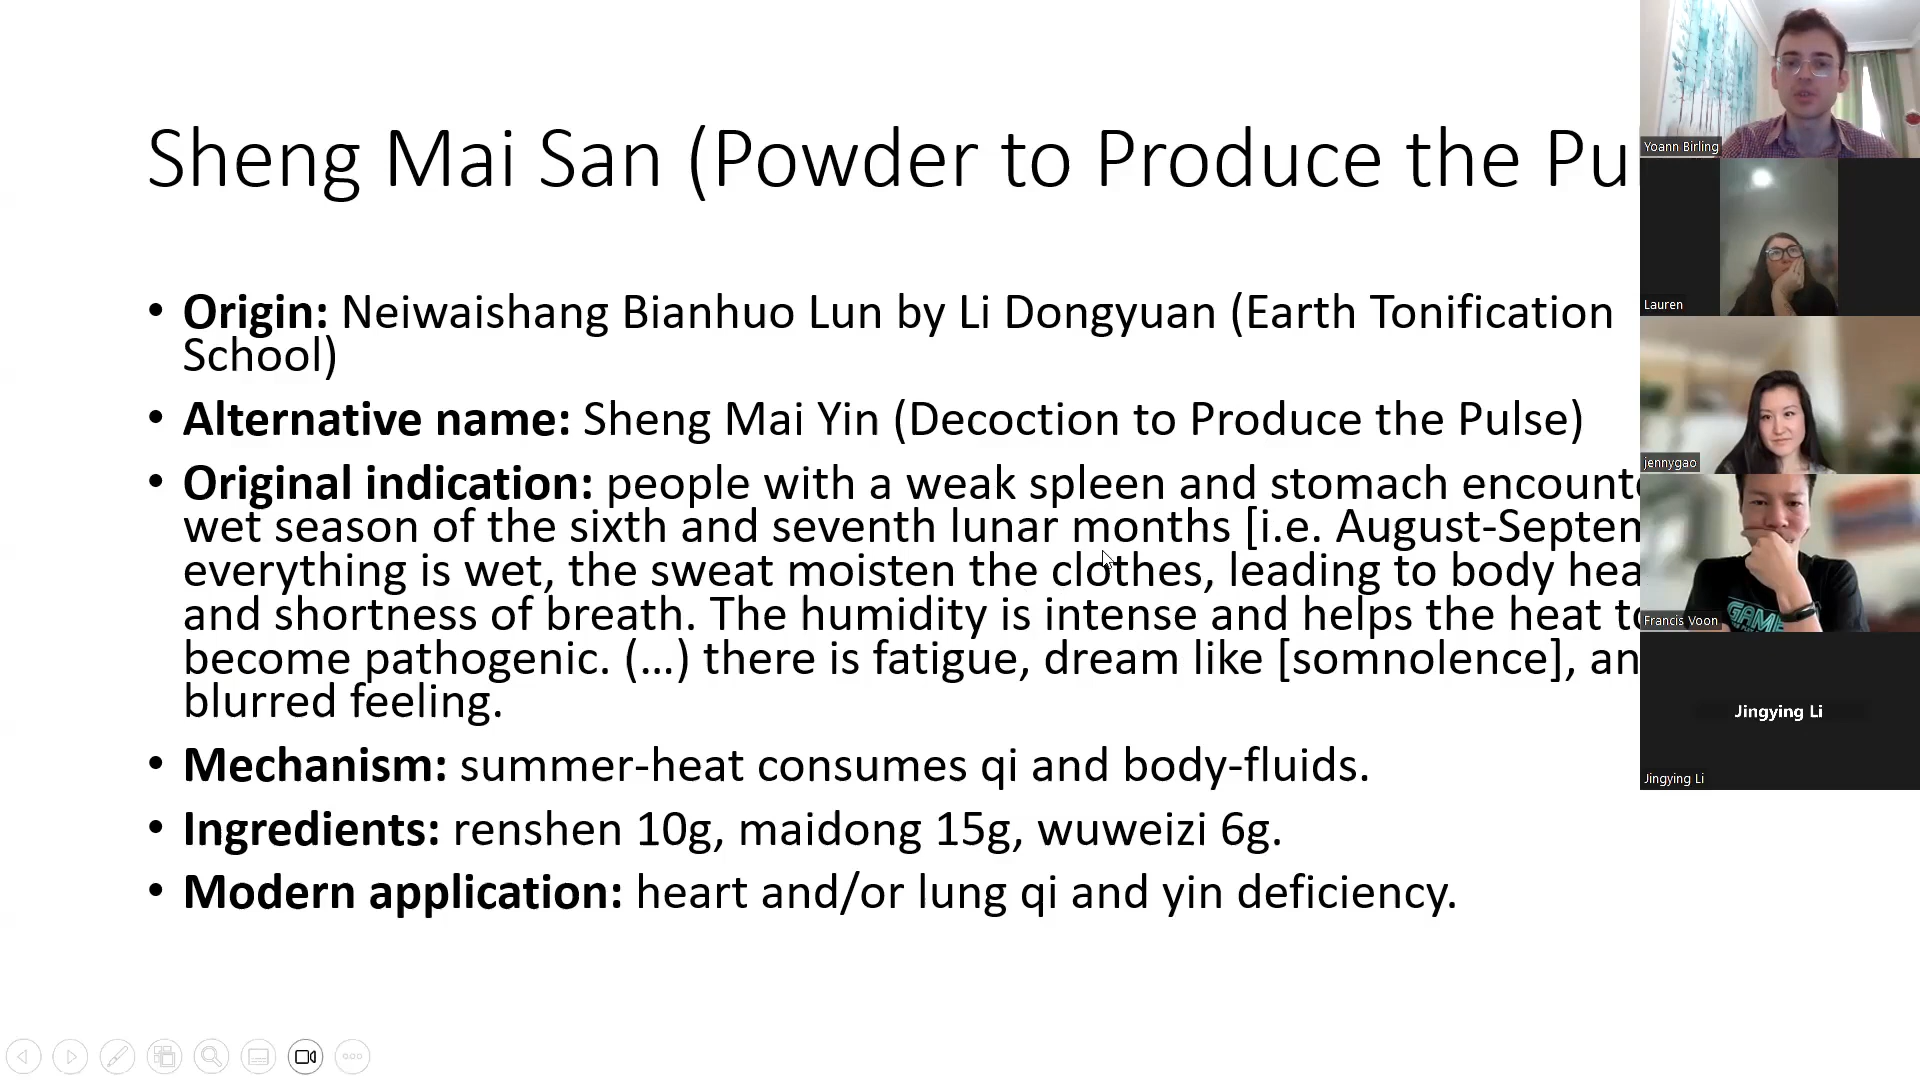 Sheng Mai San (Powder to Produce the Pu
• Origin: Neiwaishang Bianhuo Lun by Li Dongyuan (Earth Tonification
School)
• Alternative name: Sheng Mai Yin (Decoction to Produce the Pulse)
• Original indication: people with a weak spleen and stomach encount
wet season of the sixth and seventh lunar months [i.e. August-Septem
everything is wet, the sweat moisten the clothes, leading to body hea
and shortness of breath. The humidity is intense and helps the heat to
become pathogenic. (…) there is fatigue, dream like [somnolence], an
blurred feeling.
• Mechanism: summer-heat consumes qi and body-fluids.
• Ingredients: renshen 10g, maidong 15g, wuweizi 6g.
• Modern application: heart and/or lung qi and yin deficiency.
Yoann Birling
Lauren
jennygao
GAME
Francis Voon
Jingying Li
Jingying Li